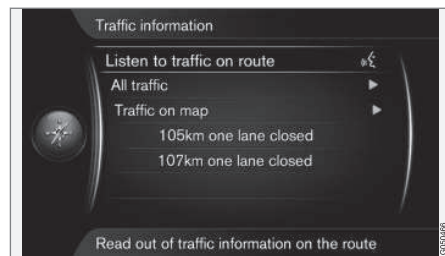 Traffic information
Listen to traffic on route
All traffic
Traffic on map
105km one lane closed
107km one lane closed
Read out of traffic information on the route
G050466